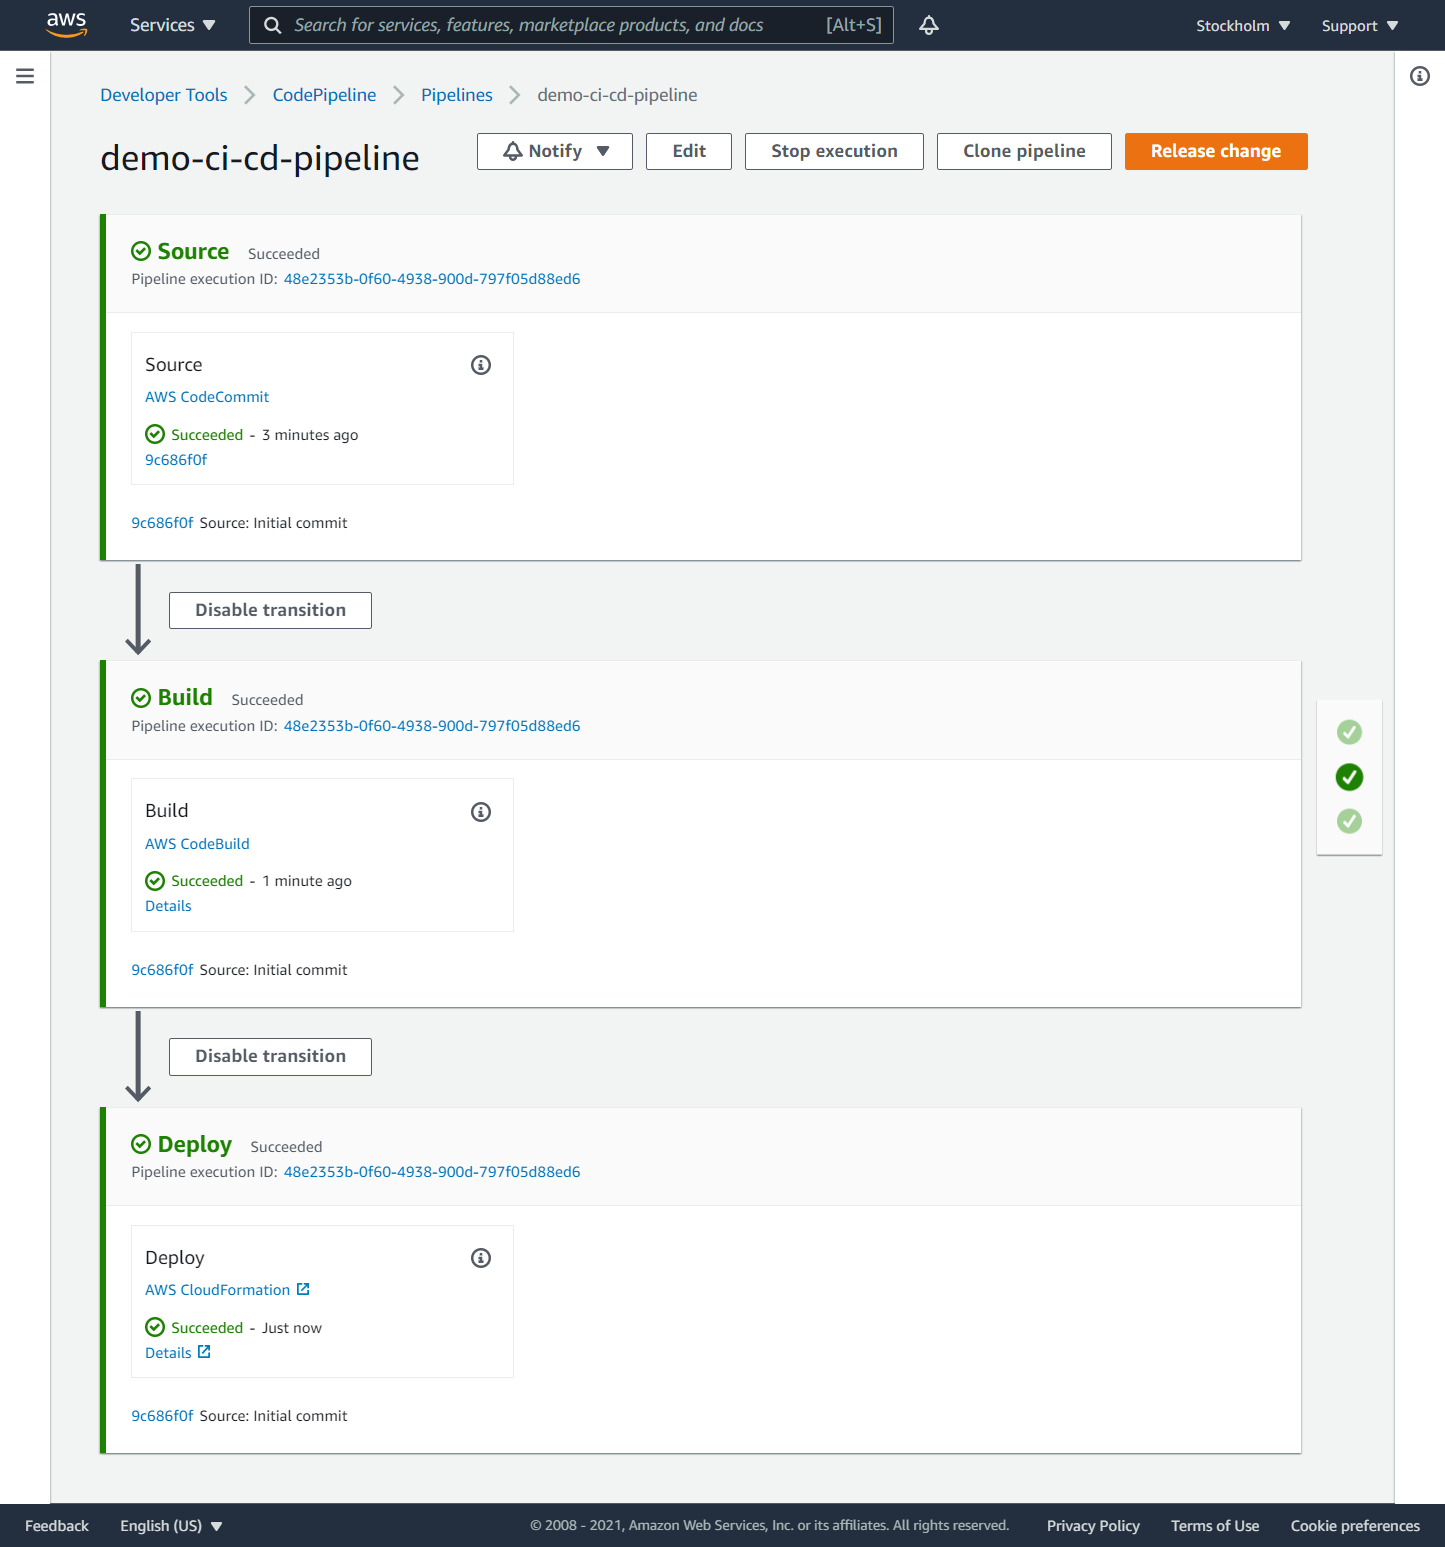 aws Services Search for services, features, marketplace products, and docs [Alt+S] Stockholm Support
Developer Tools CodePipeline Pipelines demo-ci-cd-pipeline
demo-ci-cd-pipeline Notify Edit Stop execution Clone pipeline Release change
Source Succeeded
Pipeline execution ID: 48e2353b-0f60-4938-900d-797f05d88ed6
Source
AWS CodeCommit
Succeeded - 3 minutes ago
9c686f0f
9c686f0f Source: Initial commit
Disable transition
Build Succeeded
Pipeline execution ID: 48e2353b-0f60-4938-900d-797f05d88ed6
Build
AWS CodeBuild
Succeeded - 1 minute ago
Details
9c686f0f Source: Initial commit
Disable transition
Deploy Succeeded
Pipeline execution ID: 48e2353b-0f60-4938-900d-797f05d88ed6
Deploy
AWS CloudFormation
Succeeded - Just now
Details
9c686f0f Source: Initial commit
Feedback English (US) © 2008 - 2021, Amazon Web Services, Inc. or its affiliates. All rights reserved. Privacy Policy Terms of Use Cookie preferences